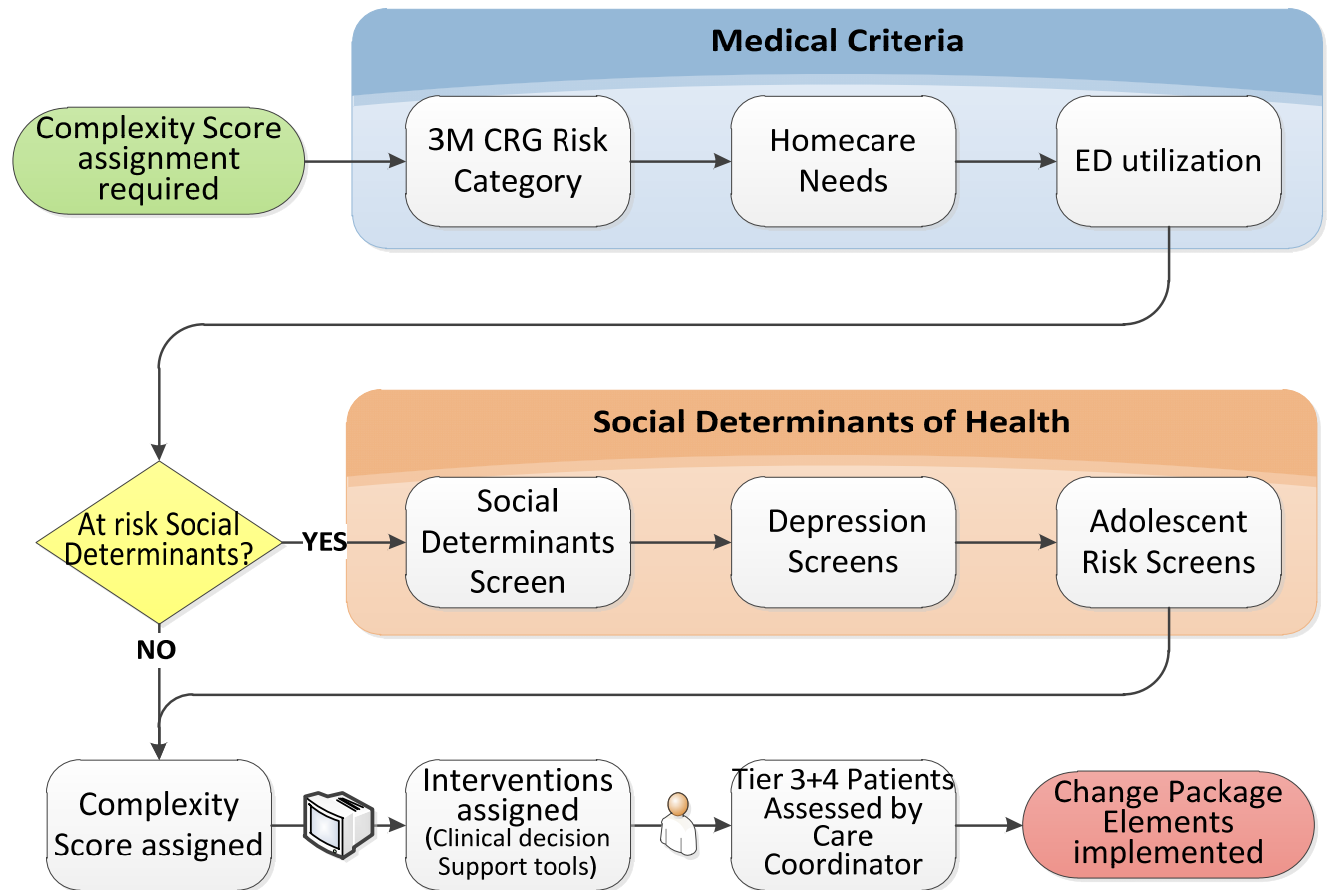 Medical Criteria
Complexity Score
assignment
required
3M CRG Risk
Category
Homecare
Needs
ED utilization
Social Determinants of Health
At risk Social
Determinants?
YES
Social
Determinants
Screen
Depression
Screens
Adolescent
Risk Screens
NO
Complexity
Score assigned
Interventions
assigned
(Clinical decision
Support tools)
Tier 3+4 Patients
Assessed by
Care
Coordinator
Change Package
Elements
implemented